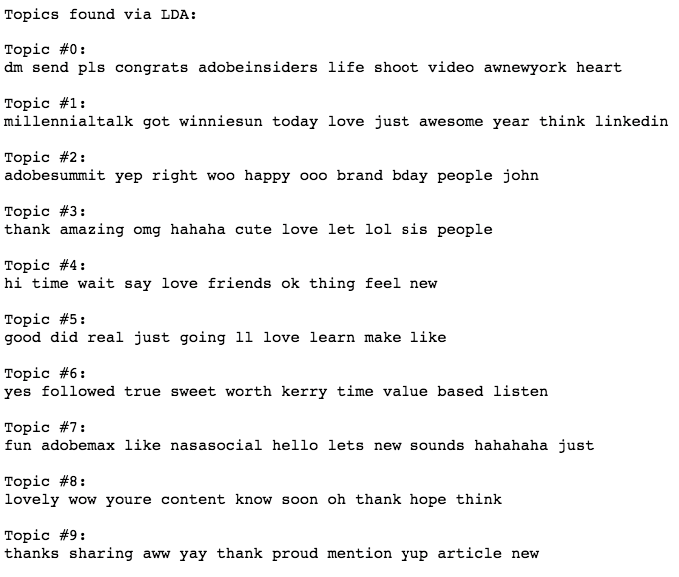 Topics found via LDA:
Topic #0:
dm send pls congrats adobeinsiders life shoot video awnewyork heart
Topic #1:
millennialtalk got winniesun today love just awesome year think linkedin
Topic #2:
adobesummit yep right woo happy ooo brand bday people john
Topic #3:
thank amazing omg hahaha cute love let lol sis people
Topic #4:
hi time wait say love friends ok thing feel new
Topic #5:
good did real just going ll love learn make like
Topic #6:
yes followed true sweet worth kerry time value based listen
Topic #7:
fun adobemax like nasasocial hello lets new sounds hahahaha just
Topic #8:
lovely wow youre content know soon oh thank hope think
Topic #9:
thanks sharing aww yay thank proud mention yup article new